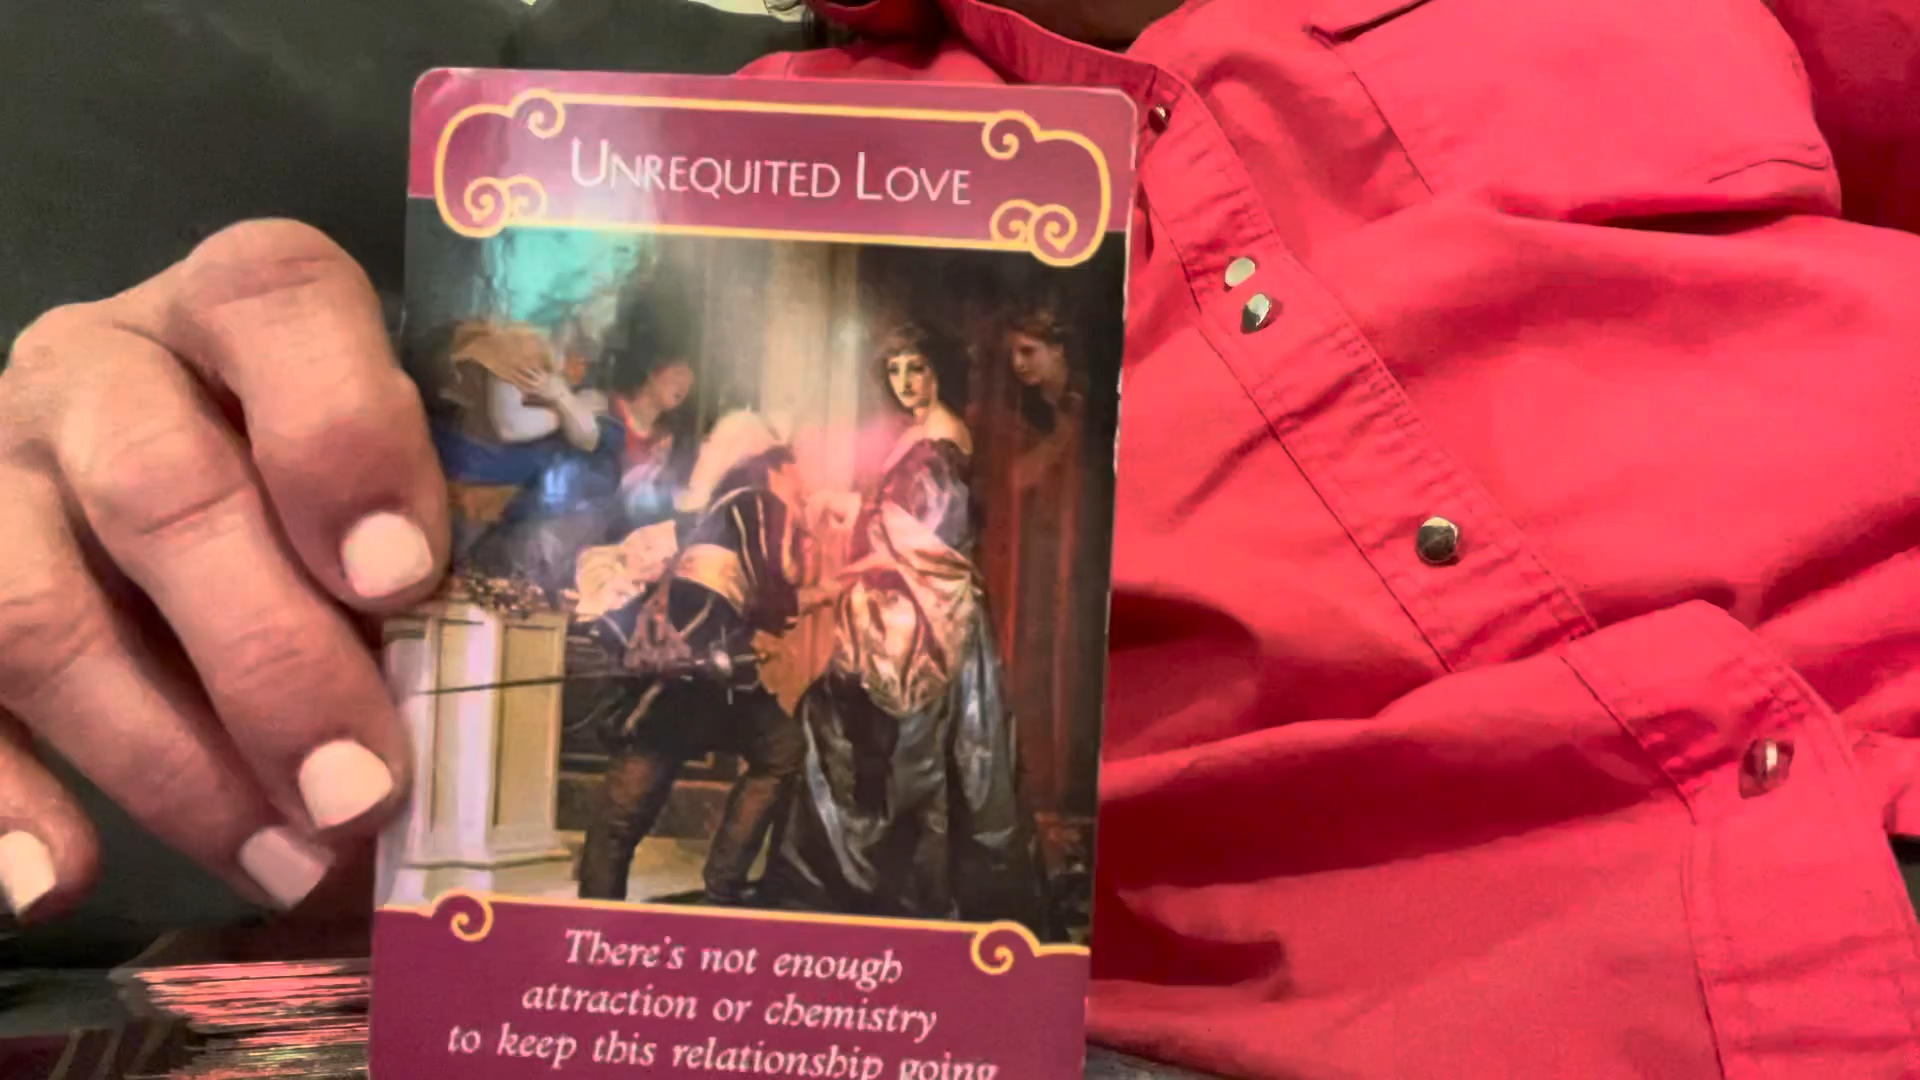 UNREQUITED LOVE
There's not enough
attraction or chemistry
to keep this relationship going